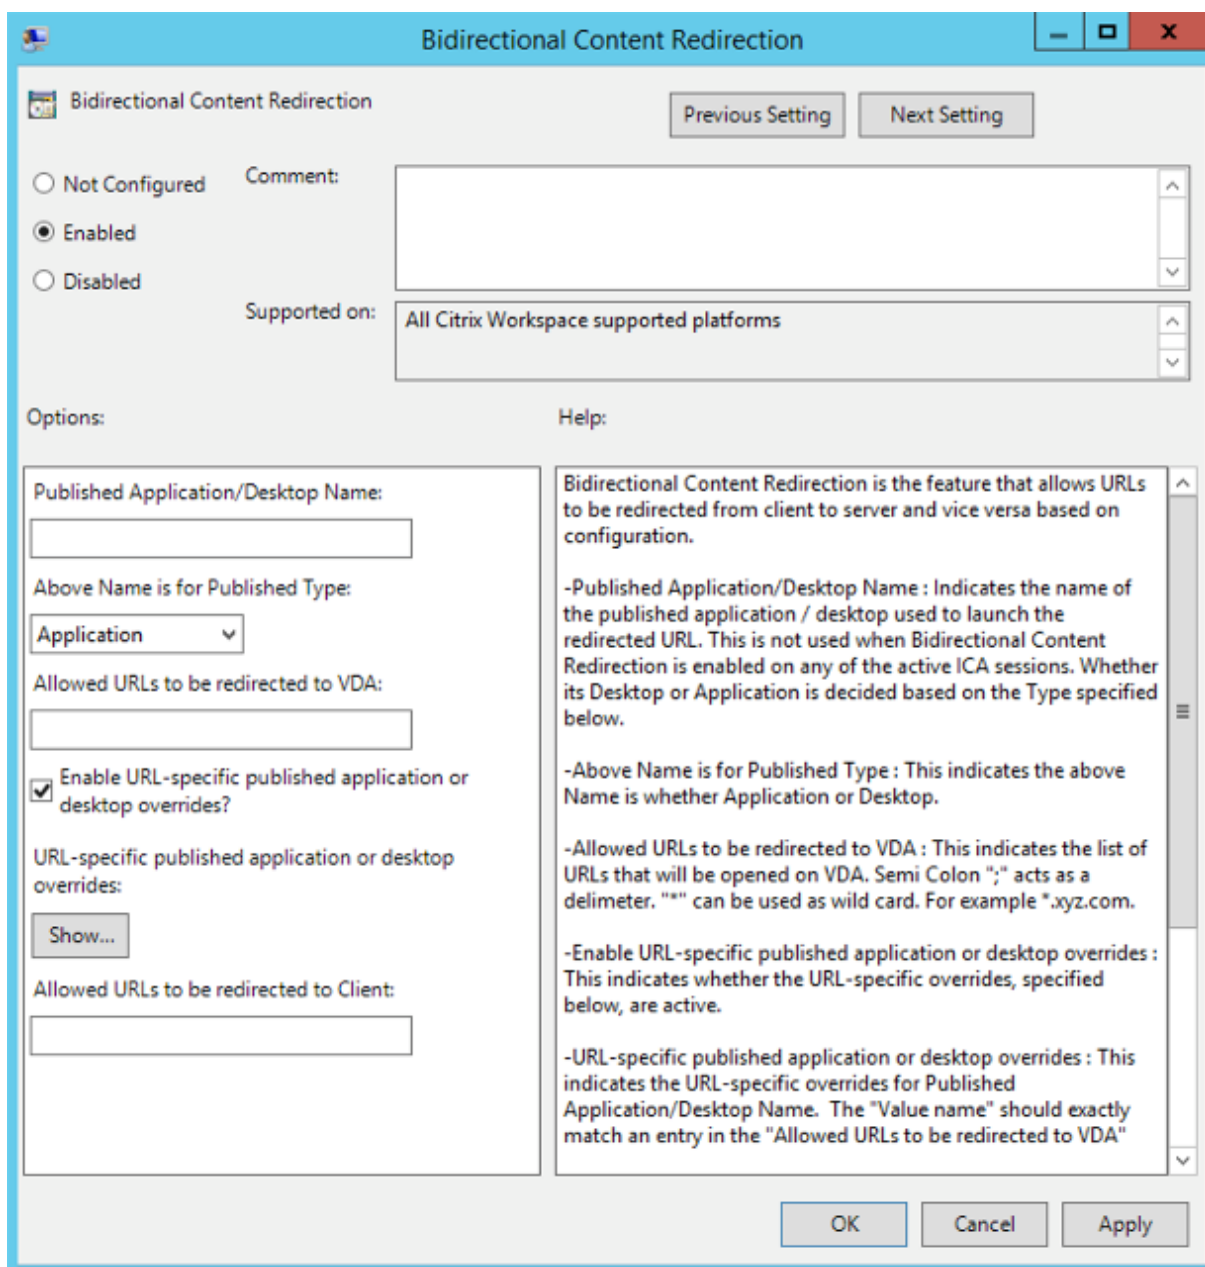 Bidirectional Content Redirection
Bidirectional Content Redirection
Previous Setting
Next Setting
Not Configured
Enabled
Disabled
Comment:
Supported on:
All Citrix Workspace supported platforms
Options:
Help:
Published Application/Desktop Name:
Above Name is for Published Type:
Application
Allowed URLs to be redirected to VDA:
Enable URL-specific published application or
desktop overrides?
URL-specific published application or desktop
overrides:
Show...
Allowed URLs to be redirected to Client:
Bidirectional Content Redirection is the feature that allows URLs
to be redirected from client to server and vice versa based on
configuration.
-Published Application/Desktop Name : Indicates the name of
the published application / desktop used to launch the
redirected URL. This is not used when Bidirectional Content
Redirection is enabled on any of the active ICA sessions. Whether
its Desktop or Application is decided based on the Type specified
below.
-Above Name is for Published Type : This indicates the above
Name is whether Application or Desktop.
-Allowed URLs to be redirected to VDA : This indicates the list of
URLs that will be opened on VDA. Semi Colon ";" acts as a
delimeter. "*" can be used as wild card. For example *.xyz.com.
-Enable URL-specific published application or desktop overrides :
This indicates whether the URL-specific overrides, specified
below, are active.
-URL-specific published application or desktop overrides : This
indicates the URL-specific overrides for Published
Application/Desktop Name.  The "Value name" should exactly
match an entry in the "Allowed URLs to be redirected to VDA"
OK
Cancel
Apply